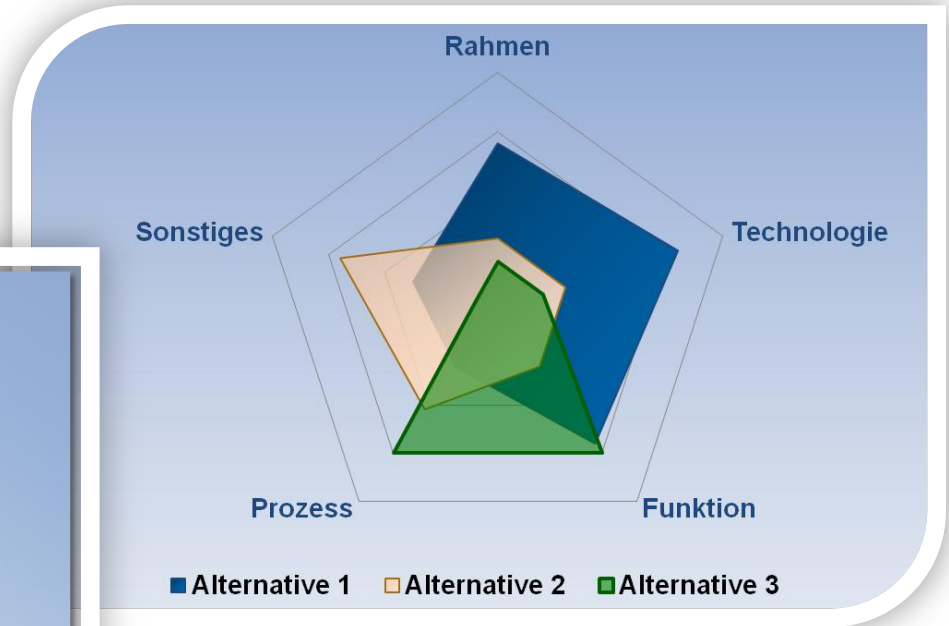 Rahmen
Sonstiges
Technologie
Prozess
Funktion
Alternative 1 Alternative 2 Alternative 3